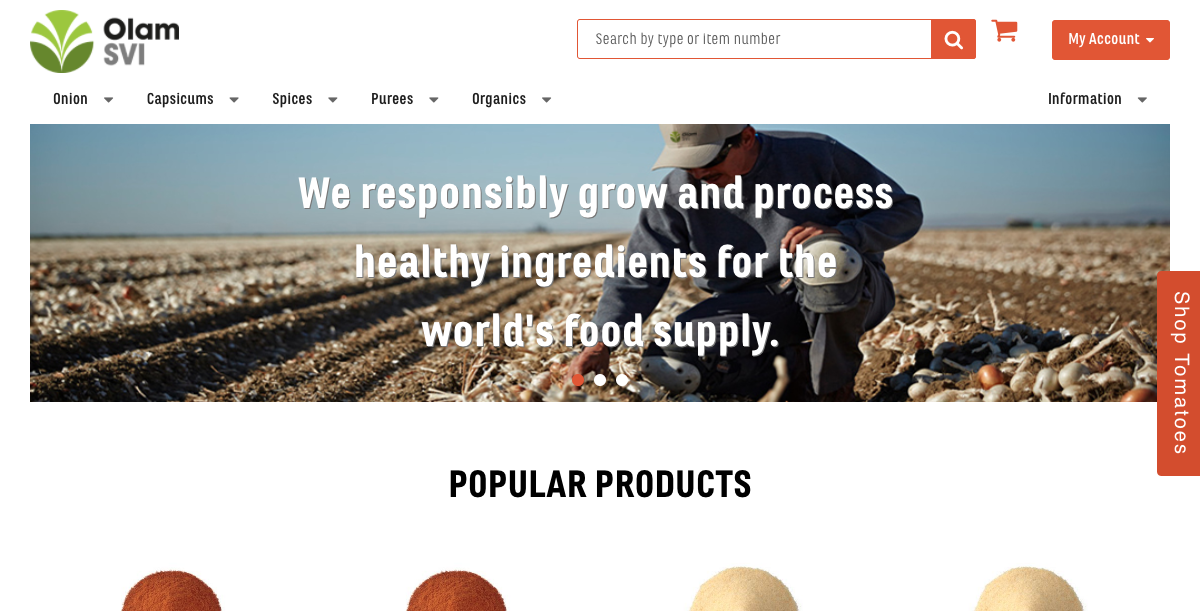 Olam
SVI
Search by type or item number
My Account
Onion
Capsicums
Spices
Purees
Organics
Information
Olam
We responsibly grow and process
healthy ingredients for the
world's food supply.
Shop Tomatoes
POPULAR PRODUCTS